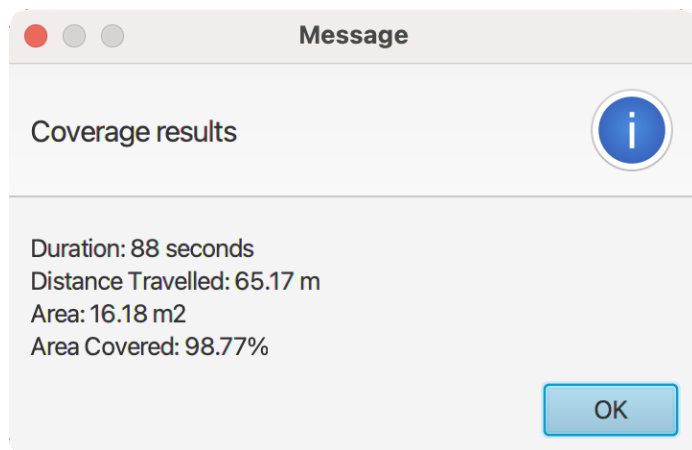 Message
Coverage results
i
Duration: 88 seconds
Distance Travelled: 65.17 m
Area: 16.18 m2
Area Covered: 98.77%
OK